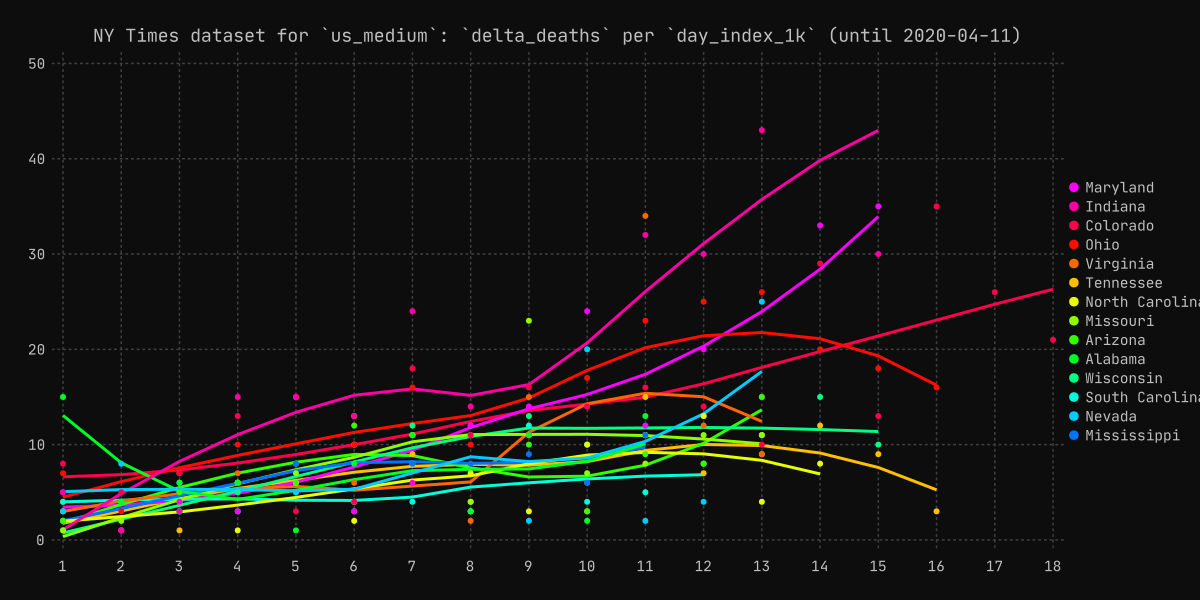 NY Times dataset for `us_medium`: `delta_deaths` per `day_index_1k` (until 2020-04-11)
50
40
30
20
10
0
1 2 3 4 5 6 7 8 9 10 11 12 13 14 15 16 17 18
Maryland
Indiana
Colorado
Ohio
Virginia
Tennessee
North Carolina
Missouri
Arizona
Alabama
Wisconsin
South Carolina
Nevada
Mississippi